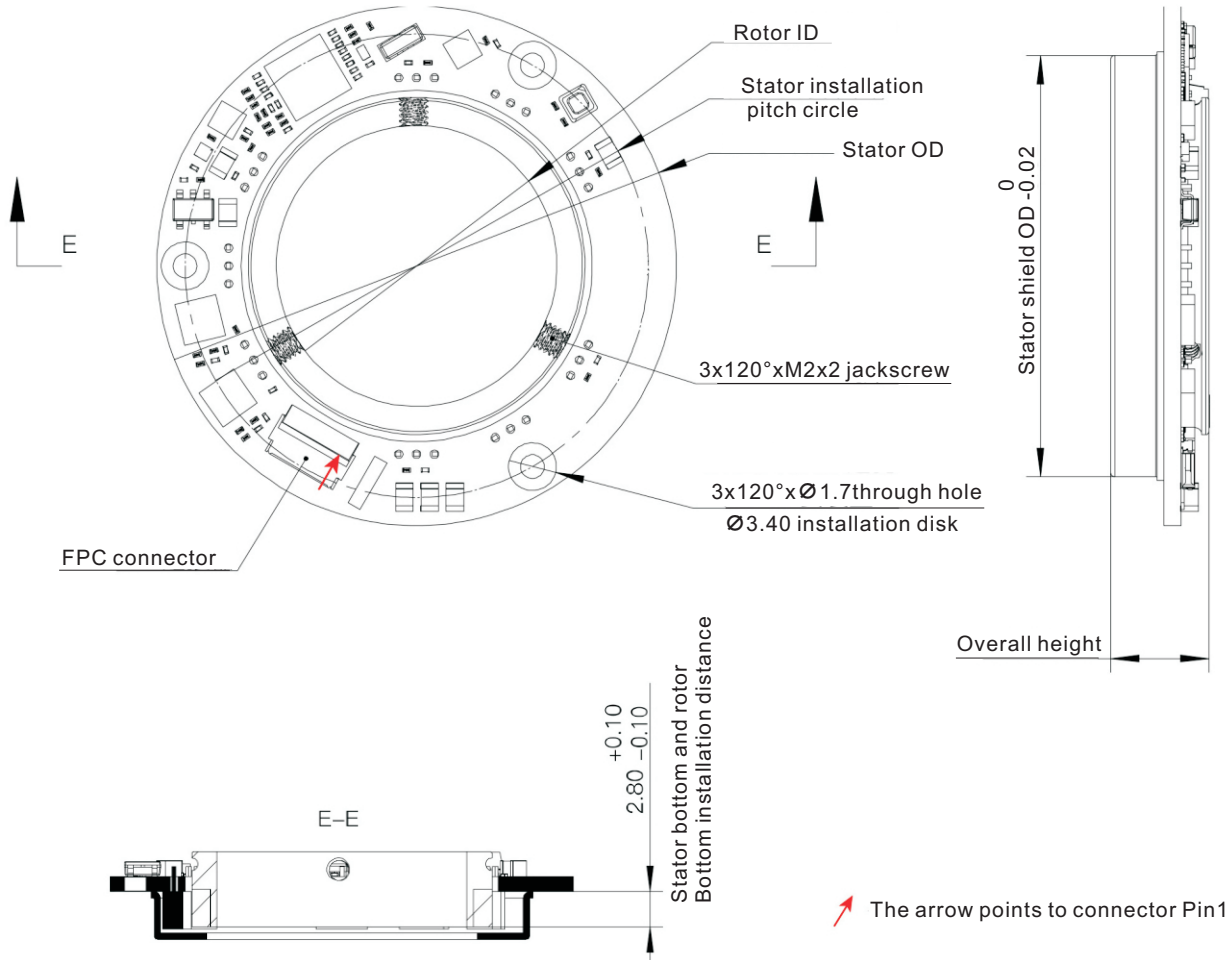 Rotor ID
Stator installation
pitch circle
Stator OD
E
E
0
Stator shield OD -0.02
3x120°xM2x2 jackscrew
3x120°xØ1.7through hole
Ø3.40 installation disk
FPC connector
Overall height
+0.10
2.80 -0.10
Stator bottom and rotor
Bottom installation distance
E-E
The arrow points to connector Pin1